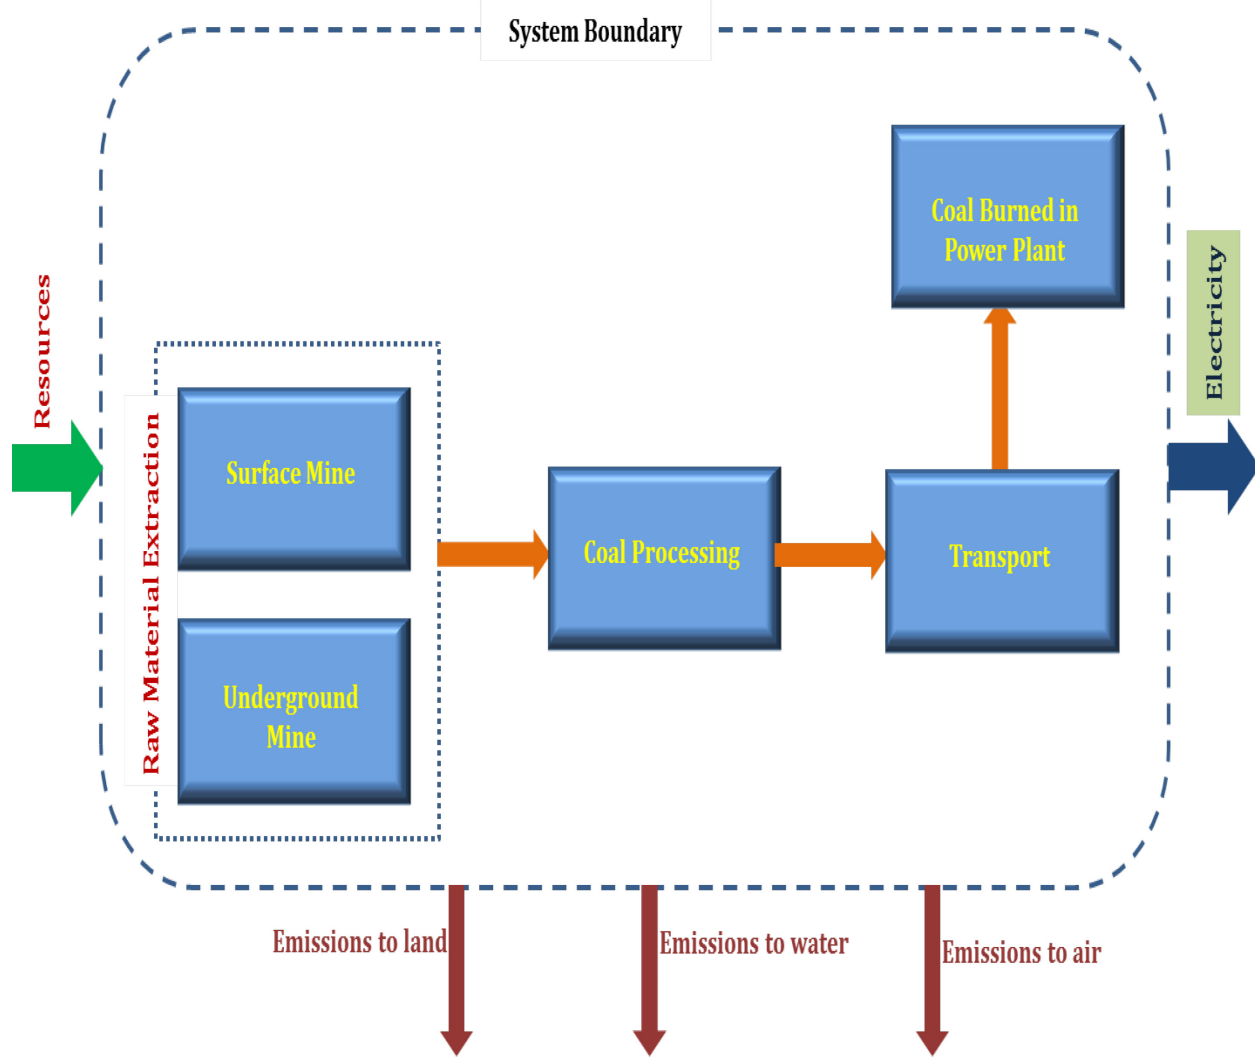 System Boundary
Coal Burned in
Power Plant
Electricity
Resources
Raw Material Extraction
Surface Mine
Coal Processing
Transport
Underground
Mine
Emissions to land
Emissions to water
Emissions to air